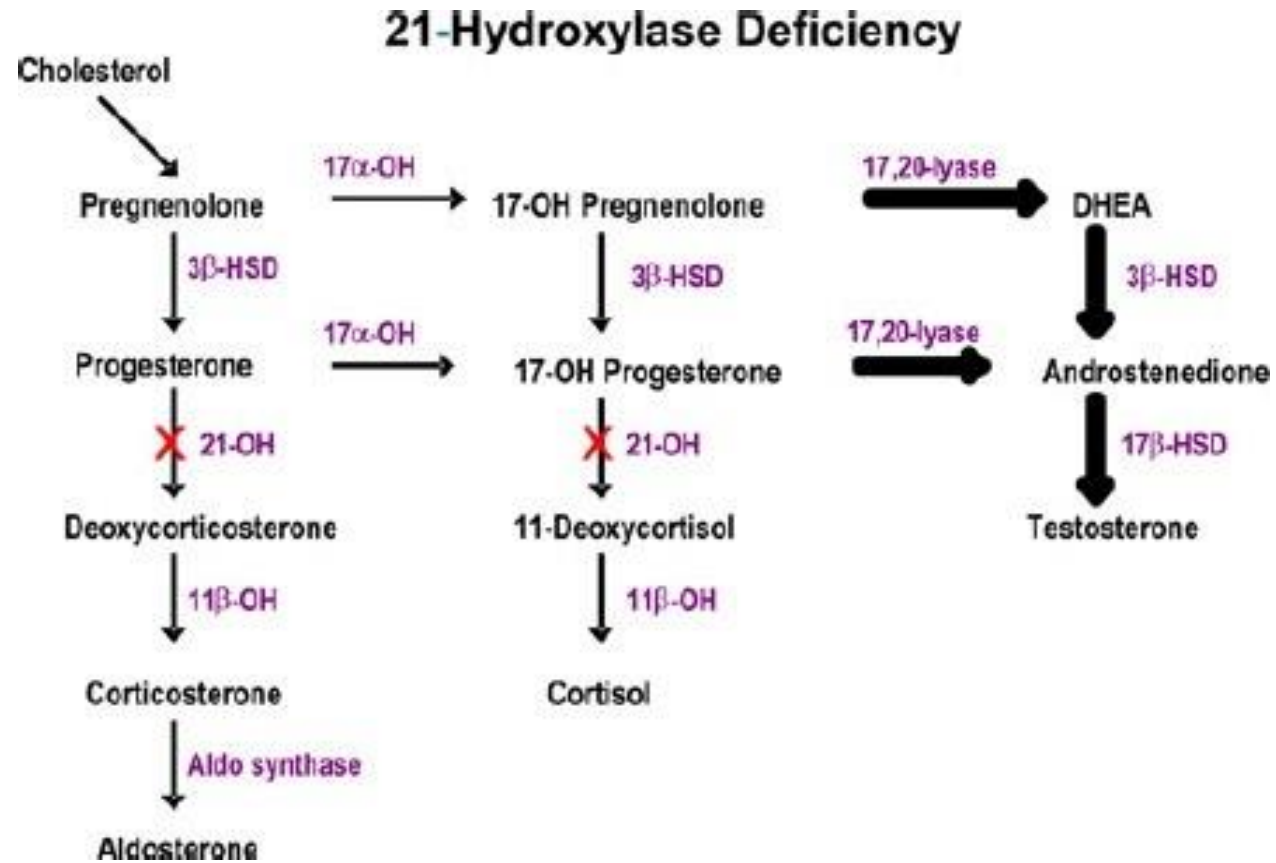 21-Hydroxylase Deficiency
Cholesterol
17α-OH
17,20-lyase
Pregnenolone
17-OH Pregnenolone
DHEA
3β-HSD
3β-HSD
3β-HSD
17α-OH
17,20-lyase
Progesterone
17-OH Progesterone
Androstenedione
21-OH
21-OH
17β-HSD
Deoxycorticosterone
11-Deoxycortisol
Testosterone
11β-OH
11β-OH
Corticosterone
Cortisol
Aldo synthase
Aldosterone